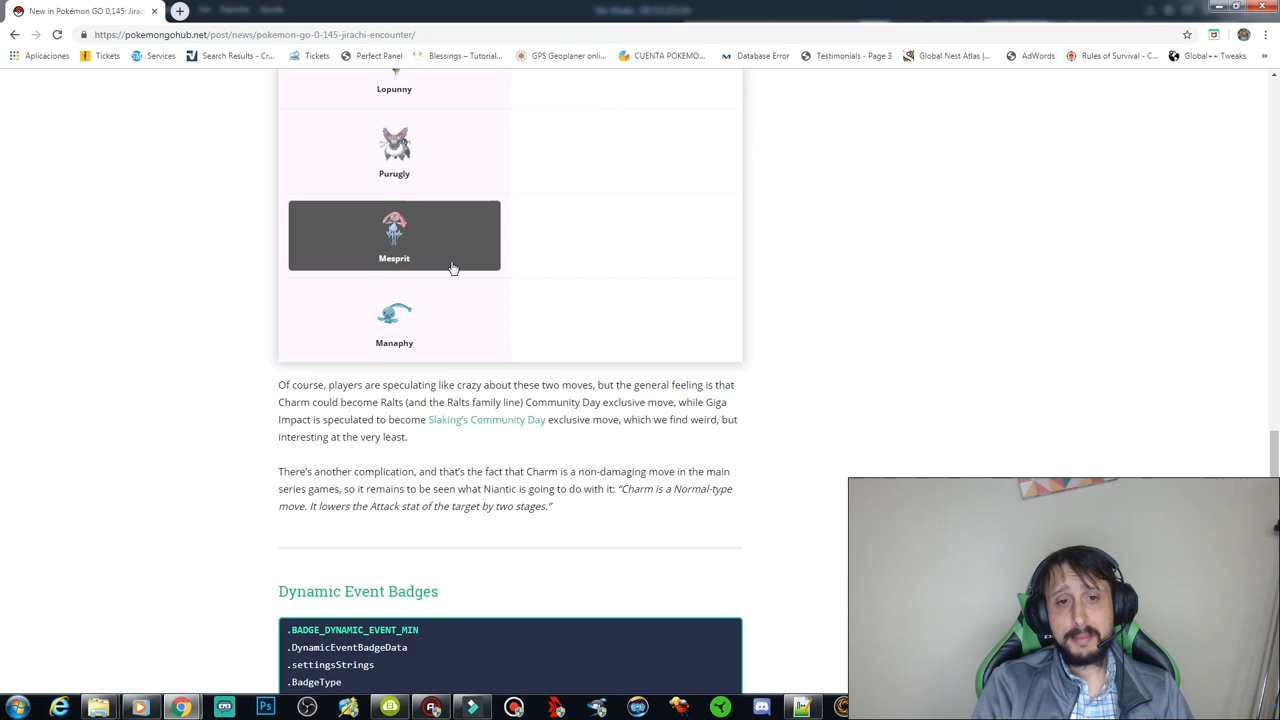 New in Pokémon GO 0.145: Jirac
https://pokemongohub.net/post/news/pokemon-go-0-145-jirachi-encounter/
Aplicaciones
Tickets
Services
Search Results - Cr...
Tickets
Perfect Panel
Blessings – Tutorial...
GPS Geoplaner onli...
CUENTA POKEMO...
Database Error
Testimonials - Page 3
Global Nest Atlas |...
AdWords
Rules of Survival - C...
Global++ Tweaks
»
Lopunny
Purugly
Mesprit
Manaphy
Of course, players are speculating like crazy about these two moves, but the general feeling is that
Charm could become Ralts (and the Ralts family line) Community Day exclusive move, while Giga
Impact is speculated to become Slaking's Community Day exclusive move, which we find weird, but
interesting at the very least.
There's another complication, and that's the fact that Charm is a non-damaging move in the main
series games, so it remains to be seen what Niantic is going to do with it: “Charm is a Normal-type
move. It lowers the Attack stat of the target by two stages.”
Dynamic Event Badges
.BADGE_DYNAMIC_EVENT_MIN
.DynamicEventBadgeData
.settingsStrings
.BadgeType
Ps